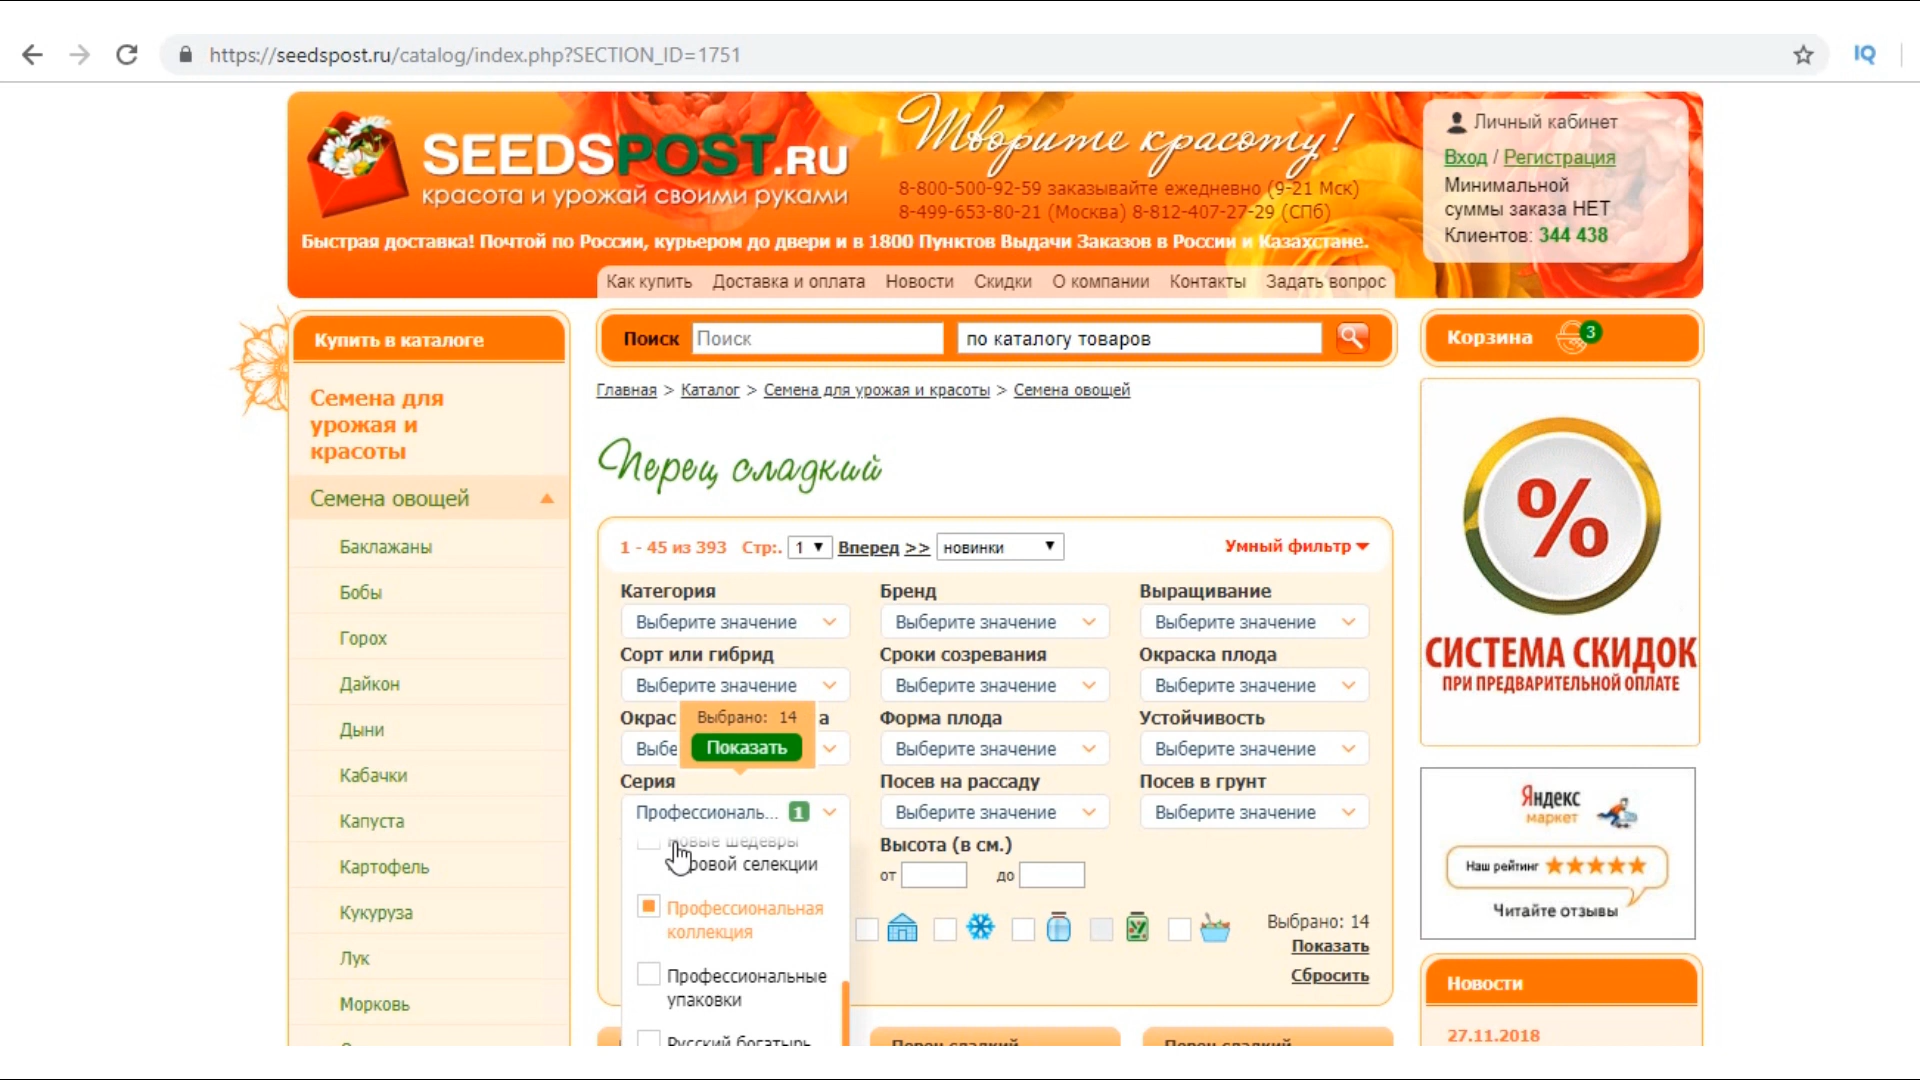 https://seedspost.ru/catalog/index.php?SECTION_ID=1751
IQ
SEEDSPOST.RU
красота и урожай своими руками
Творите красоту!
8-800-500-92-59 заказывайте ежедневно (9-21 Мск)
8-499-653-80-21 (Москва) 8-812-407-27-29 (СПб)
Быстрая доставка! Почтой по России, курьером до двери и в 1800 Пунктов Выдачи Заказов в России и Казахстане.
Личный кабинет
Вход / Регистрация
Минимальной
суммы заказа НЕТ
Клиентов: 344 438
Как купить Доставка и оплата Новости Скидки О компании Контакты Задать вопрос
Купить в каталоге
Поиск Поиск по каталогу товаров
Корзина 3
Главная > Каталог > Семена для урожая и красоты > Семена овощей
Семена для
урожая и
красоты
Семена овощей
Баклажаны
Бобы
Горох
Дайкон
Дыни
Кабачки
Капуста
Картофель
Кукуруза
Лук
Морковь
Перец сладкий
1 - 45 из 393 Стр:. 1 Вперед >> новинки Умный фильтр
Категория Бренд Выращивание
Выберите значение Выберите значение Выберите значение
Сорт или гибрид Сроки созревания Окраска плода
Выберите значение Выберите значение Выберите значение
Окрас а Форма плода Устойчивость
Выбе Выберите значение Выберите значение
Выбрано: 14
Показать
Серия Посев на рассаду Посев в грунт
Профессиональ... 1 Выберите значение Выберите значение
Новые шедевры
ровой селекции
Профессиональная
коллекция
Профессиональные
упаковки
Русский богатырь
Высота (в см.)
от до
Выбрано: 14
Показать
Сбросить
Перец сладкий Перец сладкий
%
СИСТЕМА СКИДОК
ПРИ ПРЕДВАРИТЕЛЬНОЙ ОПЛАТЕ
Яндекс
маркет
Наш рейтинг
Читайте отзывы
Новости
27.11.2018